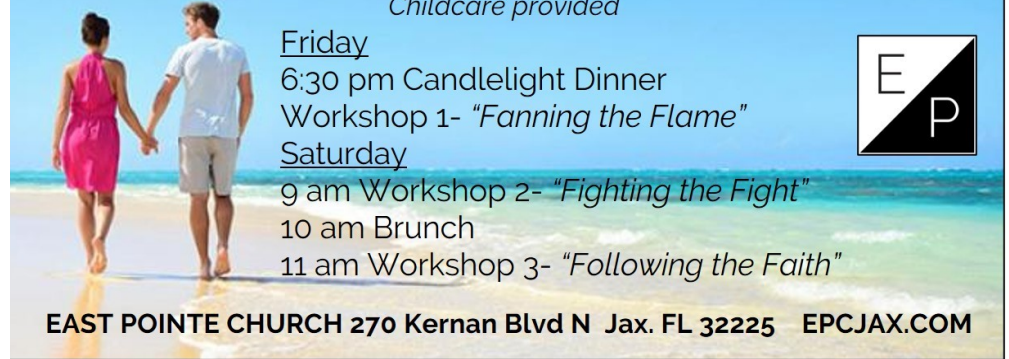 Childcare provided
Friday
6:30 pm Candlelight Dinner
Workshop 1- “Fanning the Flame”
Saturday
9 am Workshop 2- “Fighting the Fight”
10 am Brunch
11 am Workshop 3- “Following the Faith”
E
P
EAST POINTE CHURCH 270 Kernan Blvd N Jax. FL 32225 EPCJAX.COM